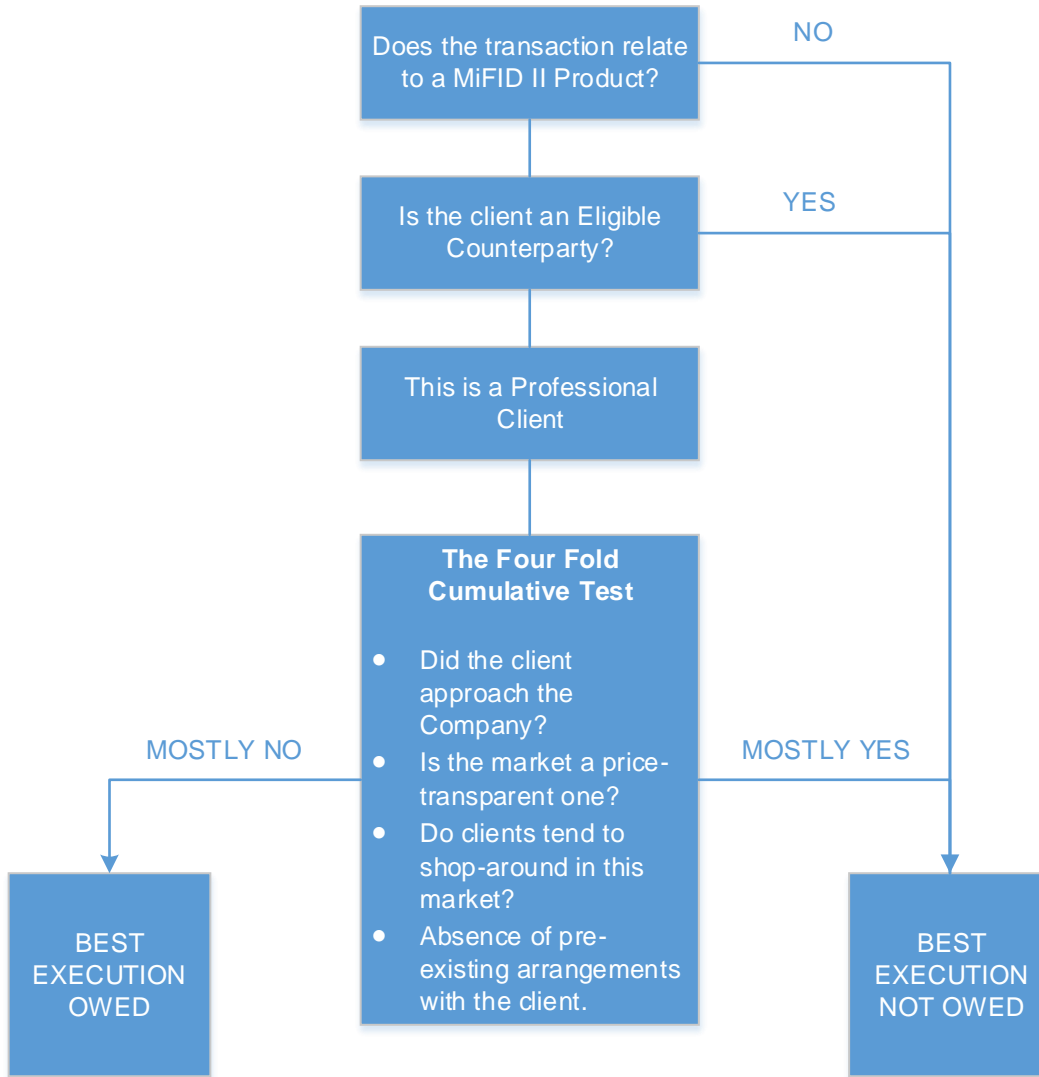 Does the transaction relate
to a MiFID II Product?
NO
Is the client an Eligible
Counterparty?
YES
This is a Professional
Client
The Four Fold
Cumulative Test
● Did the client
approach the
Company?
● Is the market a price-
transparent one?
● Do clients tend to
shop-around in this
market?
● Absence of pre-
existing arrangements
with the client.
MOSTLY NO
MOSTLY YES
BEST
EXECUTION
OWED
BEST
EXECUTION
NOT OWED